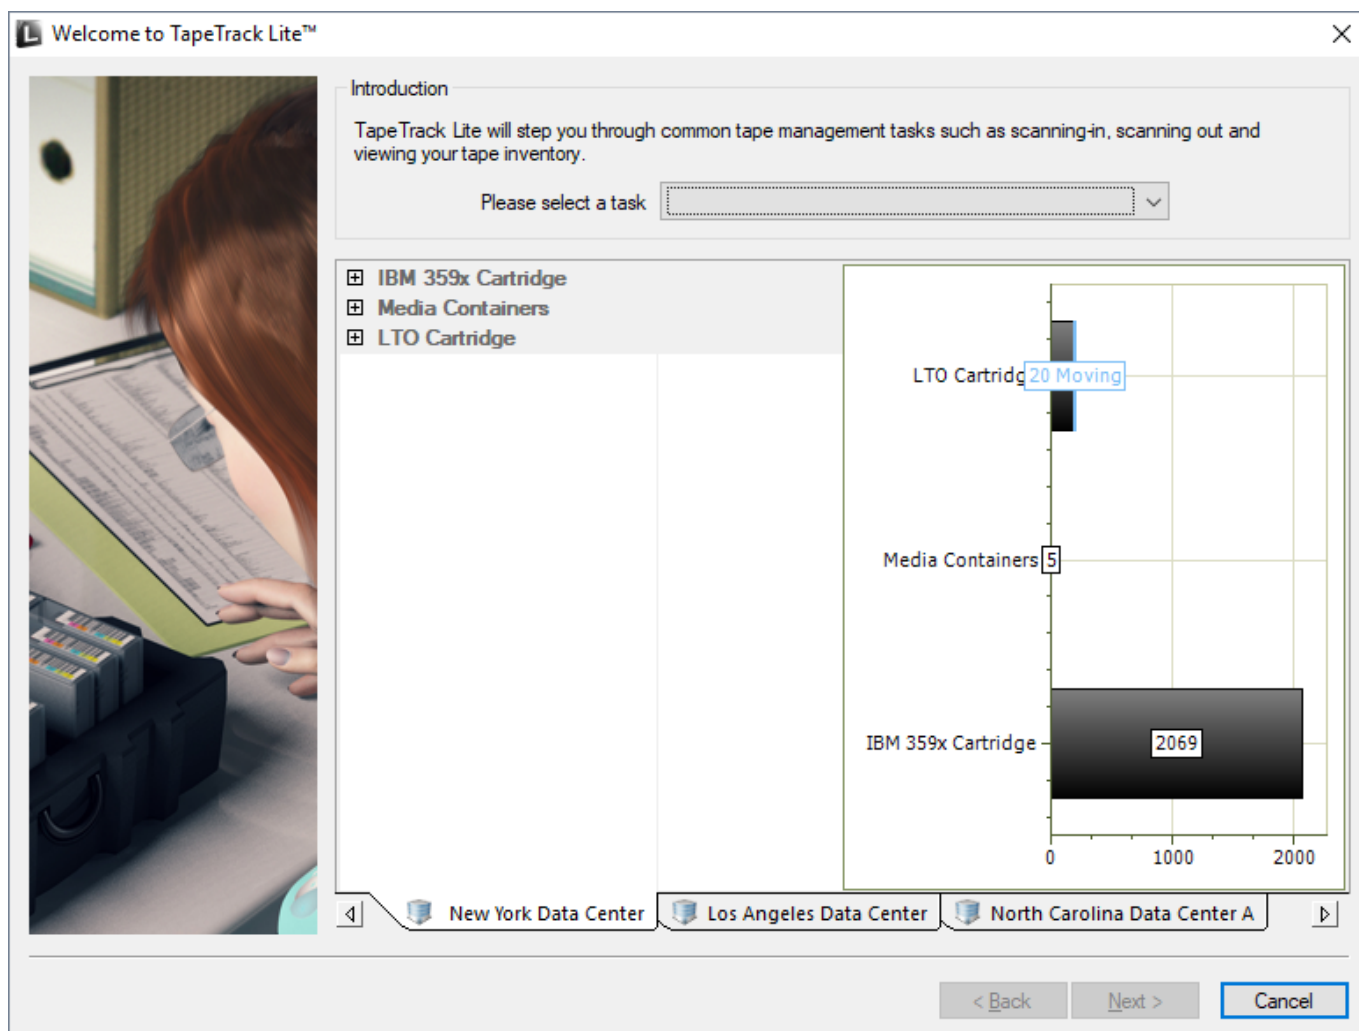 Welcome to TapeTrack Lite™
Introduction
TapeTrack Lite will step you through common tape management tasks such as scanning-in, scanning out and
viewing your tape inventory.
Please select a task
IBM 359x Cartridge
Media Containers
LTO Cartridge
LTO Cartridg
20 Moving
Media Containers
5
IBM 359x Cartridge
2069
0 1000 2000
New York Data Center
Los Angeles Data Center
North Carolina Data Center A
< Back
Next >
Cancel